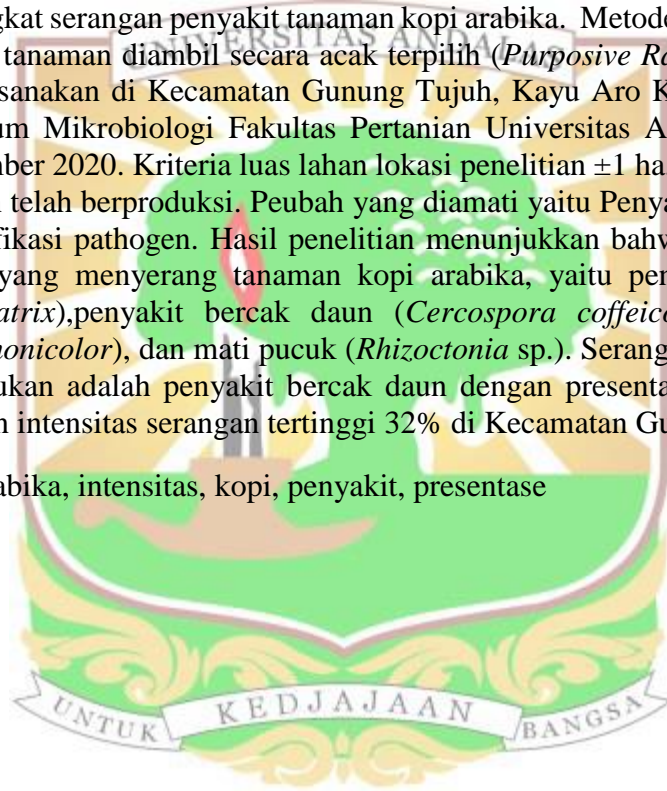 gkat serangan penyakit tanaman kopi arabika. Metodo
tanaman diambil secara acak terpilih (Purposive Ra
sanakan di Kecamatan Gunung Tujuh, Kayu Aro K
um Mikrobiologi Fakultas Pertanian Universitas A
nber 2020. Kriteria luas lahan lokasi penelitian ±1 ha
telah berproduksi. Peubah yang diamati yaitu Penya
fikasi pathogen. Hasil penelitian menunjukkan bahw
yang menyerang tanaman kopi arabika, yaitu pen
atrix),penyakit bercak daun (Cercospora coffeico
nonicolor), dan mati pucuk (Rhizoctonia sp.). Serang
ukan adalah penyakit bercak daun dengan presenta
n intensitas serangan tertinggi 32% di Kecamatan Gu
abika, intensitas, kopi, penyakit, presentase
UNIVERSITAS ANDALAS
UNTUK KEDJAJAAN BANGSA